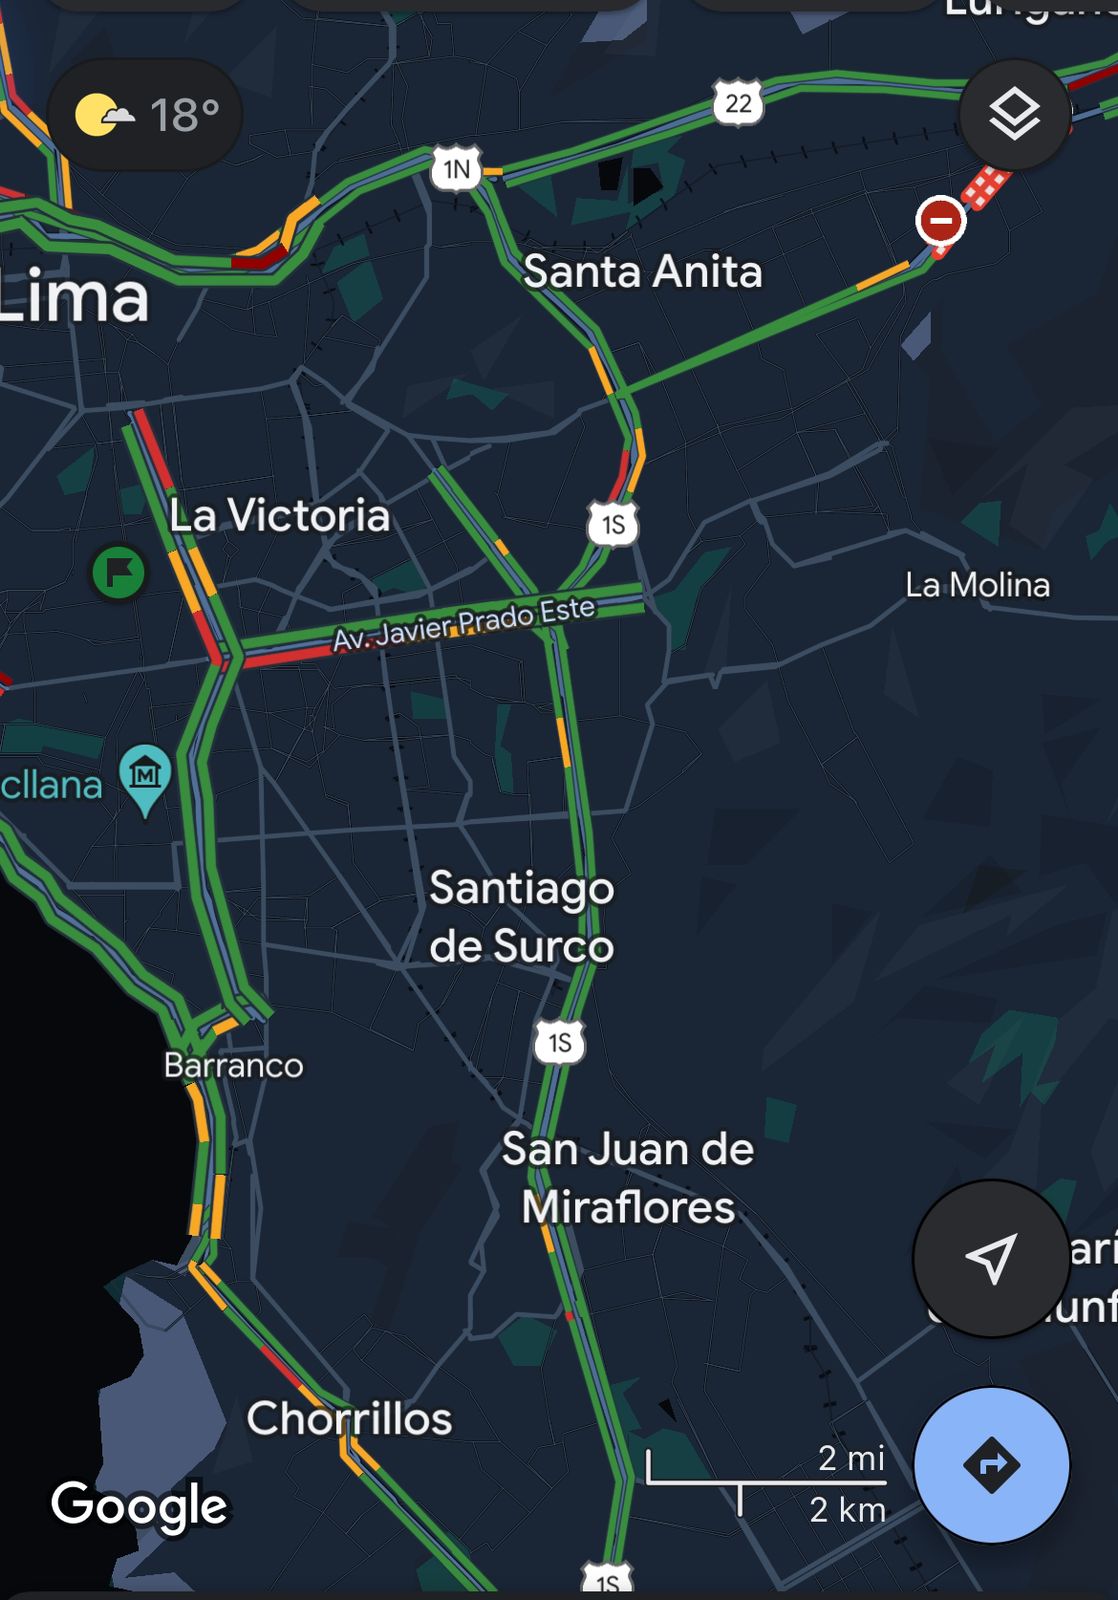 18°
22
1N
Lima
Santa Anita
La Victoria
1S
La Molina
Av. Javier Prado Este
cllana
M
Santiago
de Surco
1S
Barranco
San Juan de
Miraflores
Chorrillos
2 mi
2 km
Google
1S